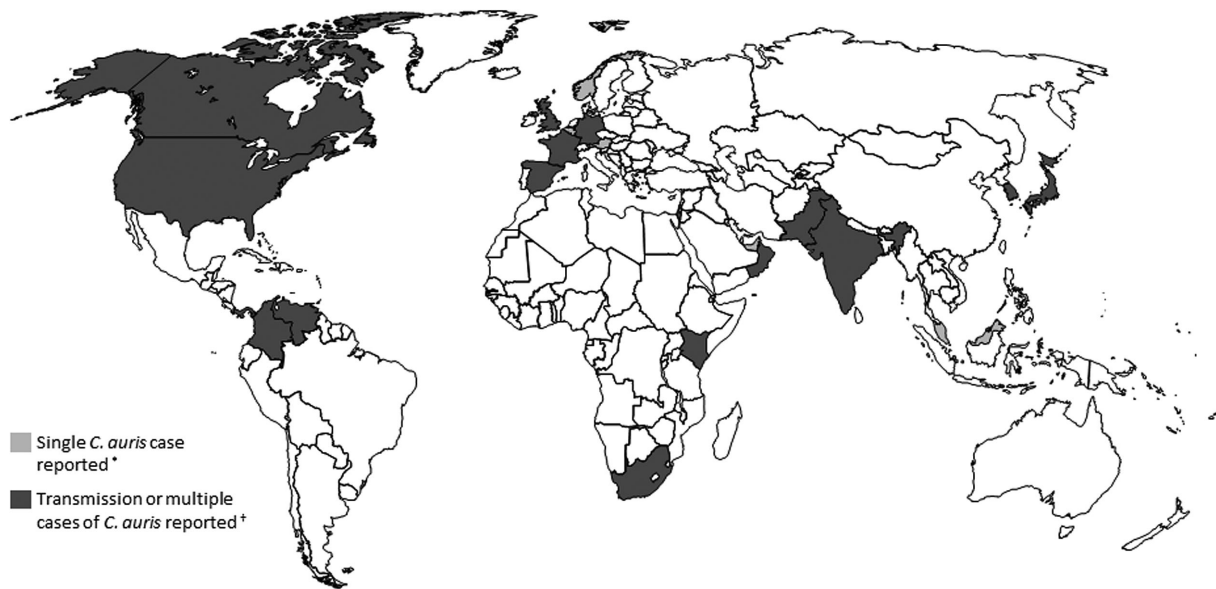 Single C. auris case
reported*
Transmission or multiple
cases of C. auris reported†